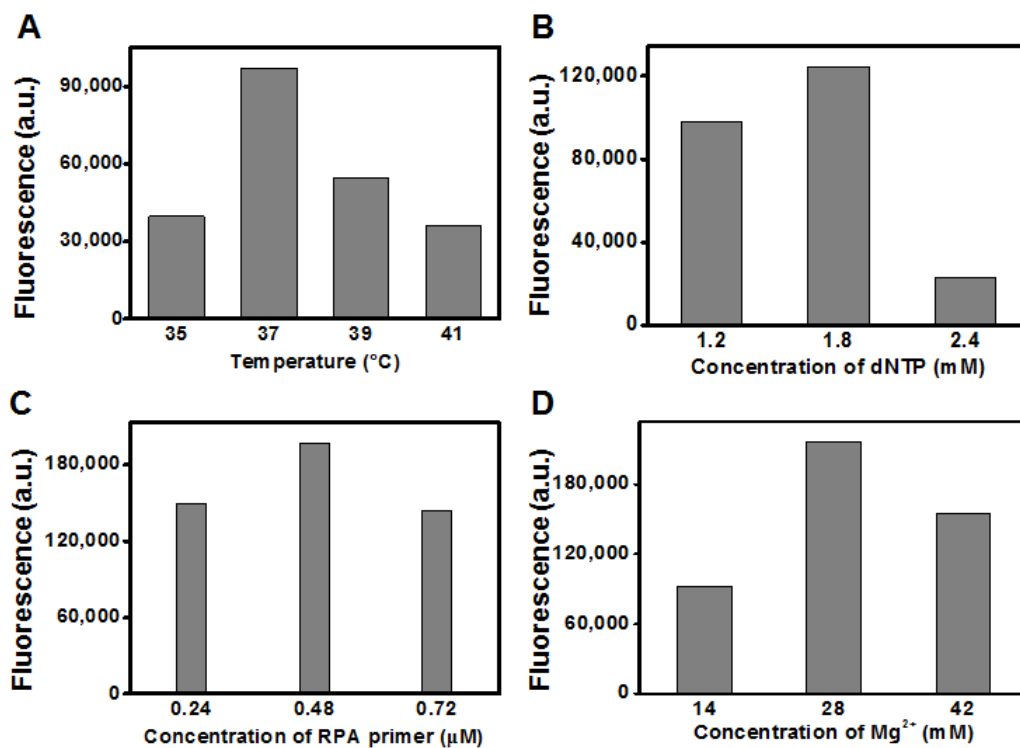 A
Fluorescence (a.u.)
90,000
60,000
30,000
0
35 37 39 41
Temperature (°C)
B
Fluorescence (a.u.)
120,000
80,000
40,000
0
1.2 1.8 2.4
Concentration of dNTP (mM)
C
Fluorescence (a.u.)
180,000
120,000
60,000
0
0.24 0.48 0.72
Concentration of RPA primer (μM)
D
Fluorescence (a.u.)
180,000
120,000
60,000
0
14 28 42
Concentration of Mg²⁺ (mM)